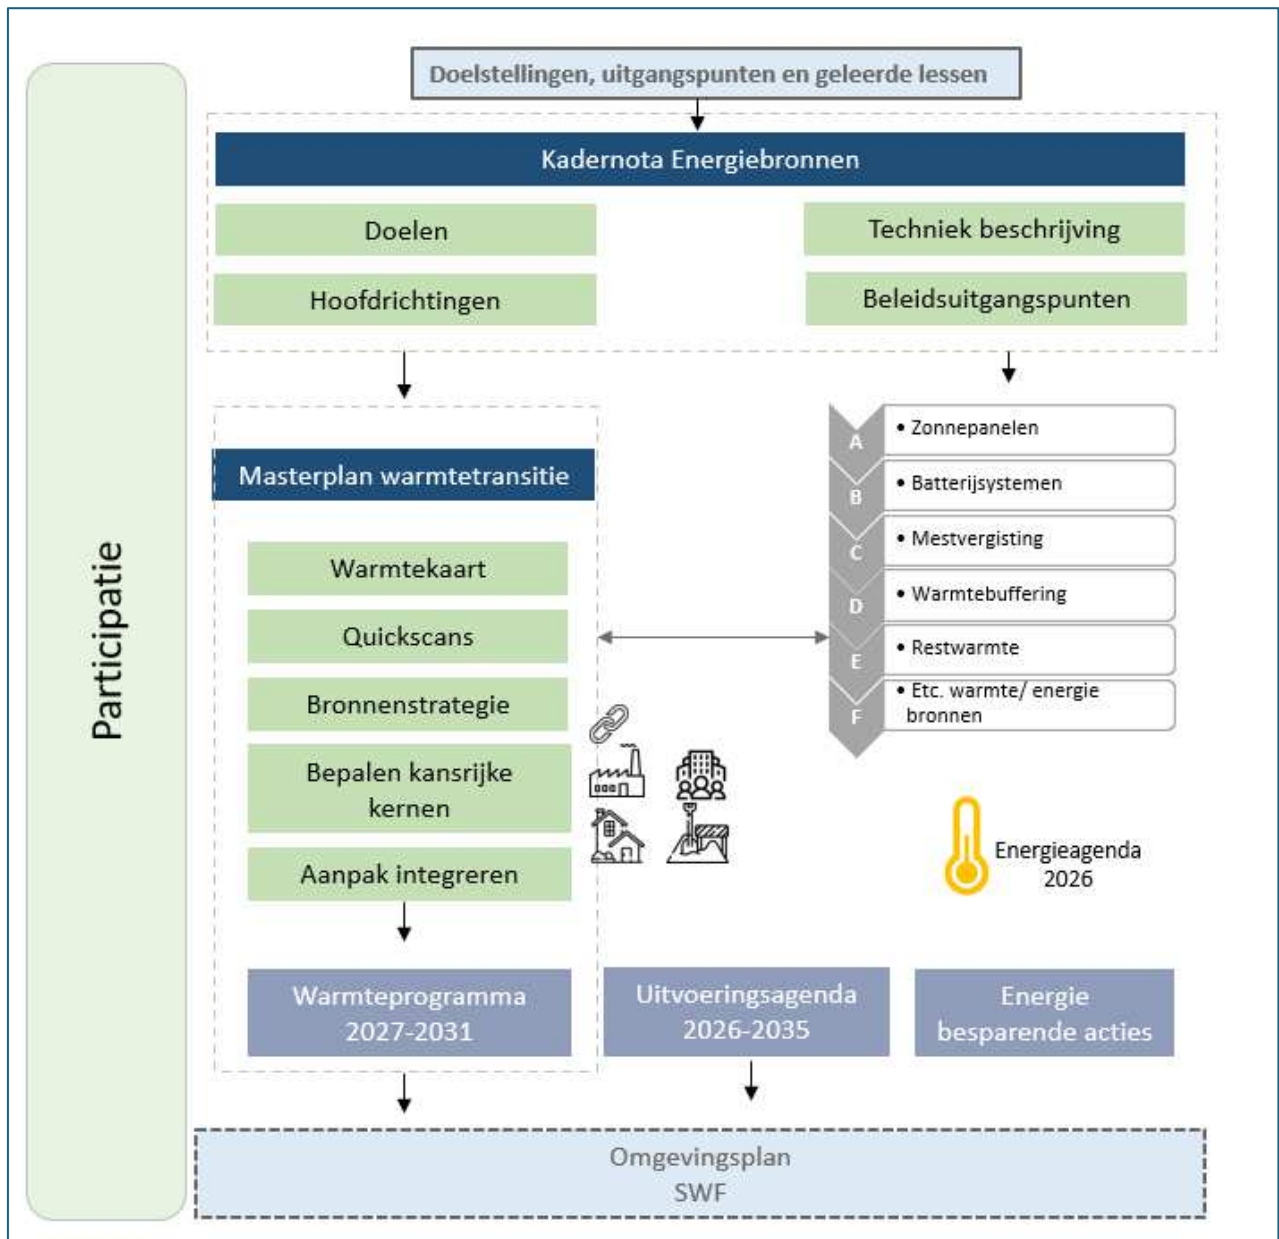 Doelstellingen, uitgangspunten en geleerde lessen
Participatie
Kadernota Energiebronnen
Doelen
Hoofdrichtingen
Techniek beschrijving
Beleidsuitgangspunten
Masterplan warmtetransitie
Warmtekaart
Quickscans
Bronnenstrategie
Bepalen kansrijke
kernen
Aanpak integreren
A
• Zonnepanelen
B
• Batterijsystemen
C
• Mestvergisting
D
• Warmtebuffering
E
• Restwarmte
F
• Etc. warmte/ energie
bronnen
Energieagenda
2026
Warmteprogramma
2027-2031
Uitvoeringsagenda
2026-2035
Energie
besparende acties
Omgevingsplan
SWF